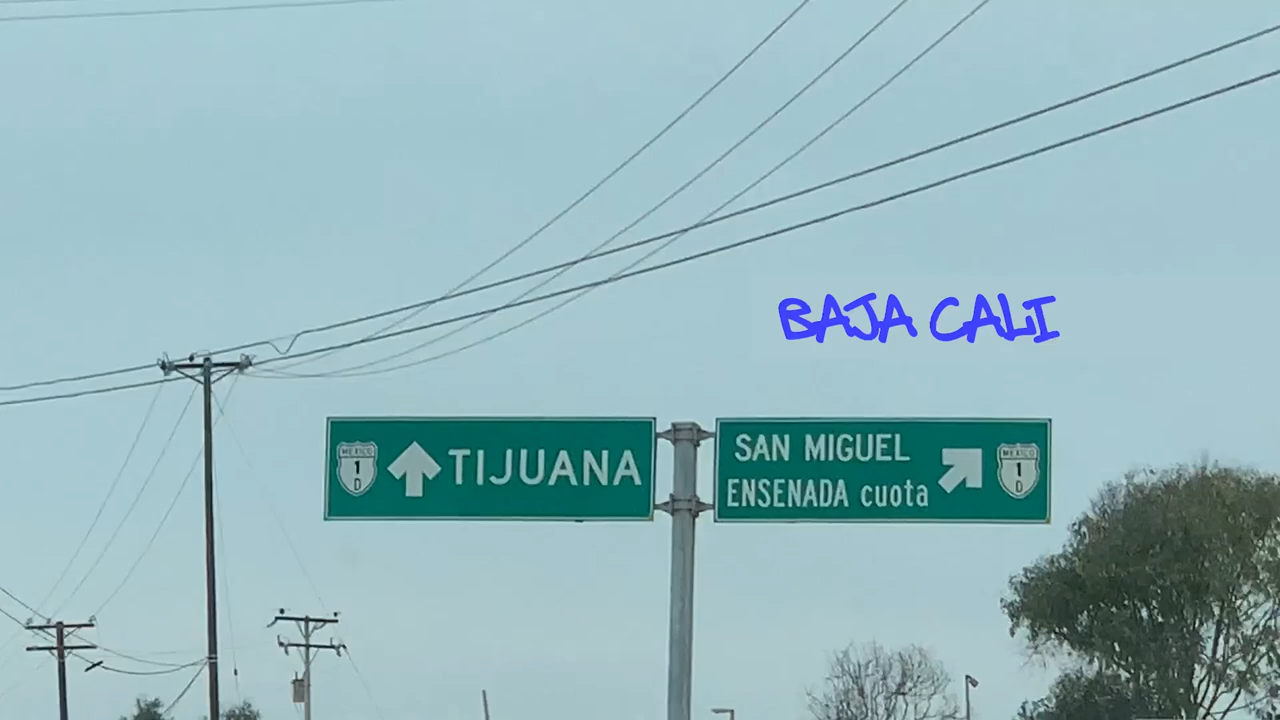 BAJA CALI
MEXICO
1
D
TIJUANA
SAN MIGUEL
ENSENADA cuota
MEXICO
1
D